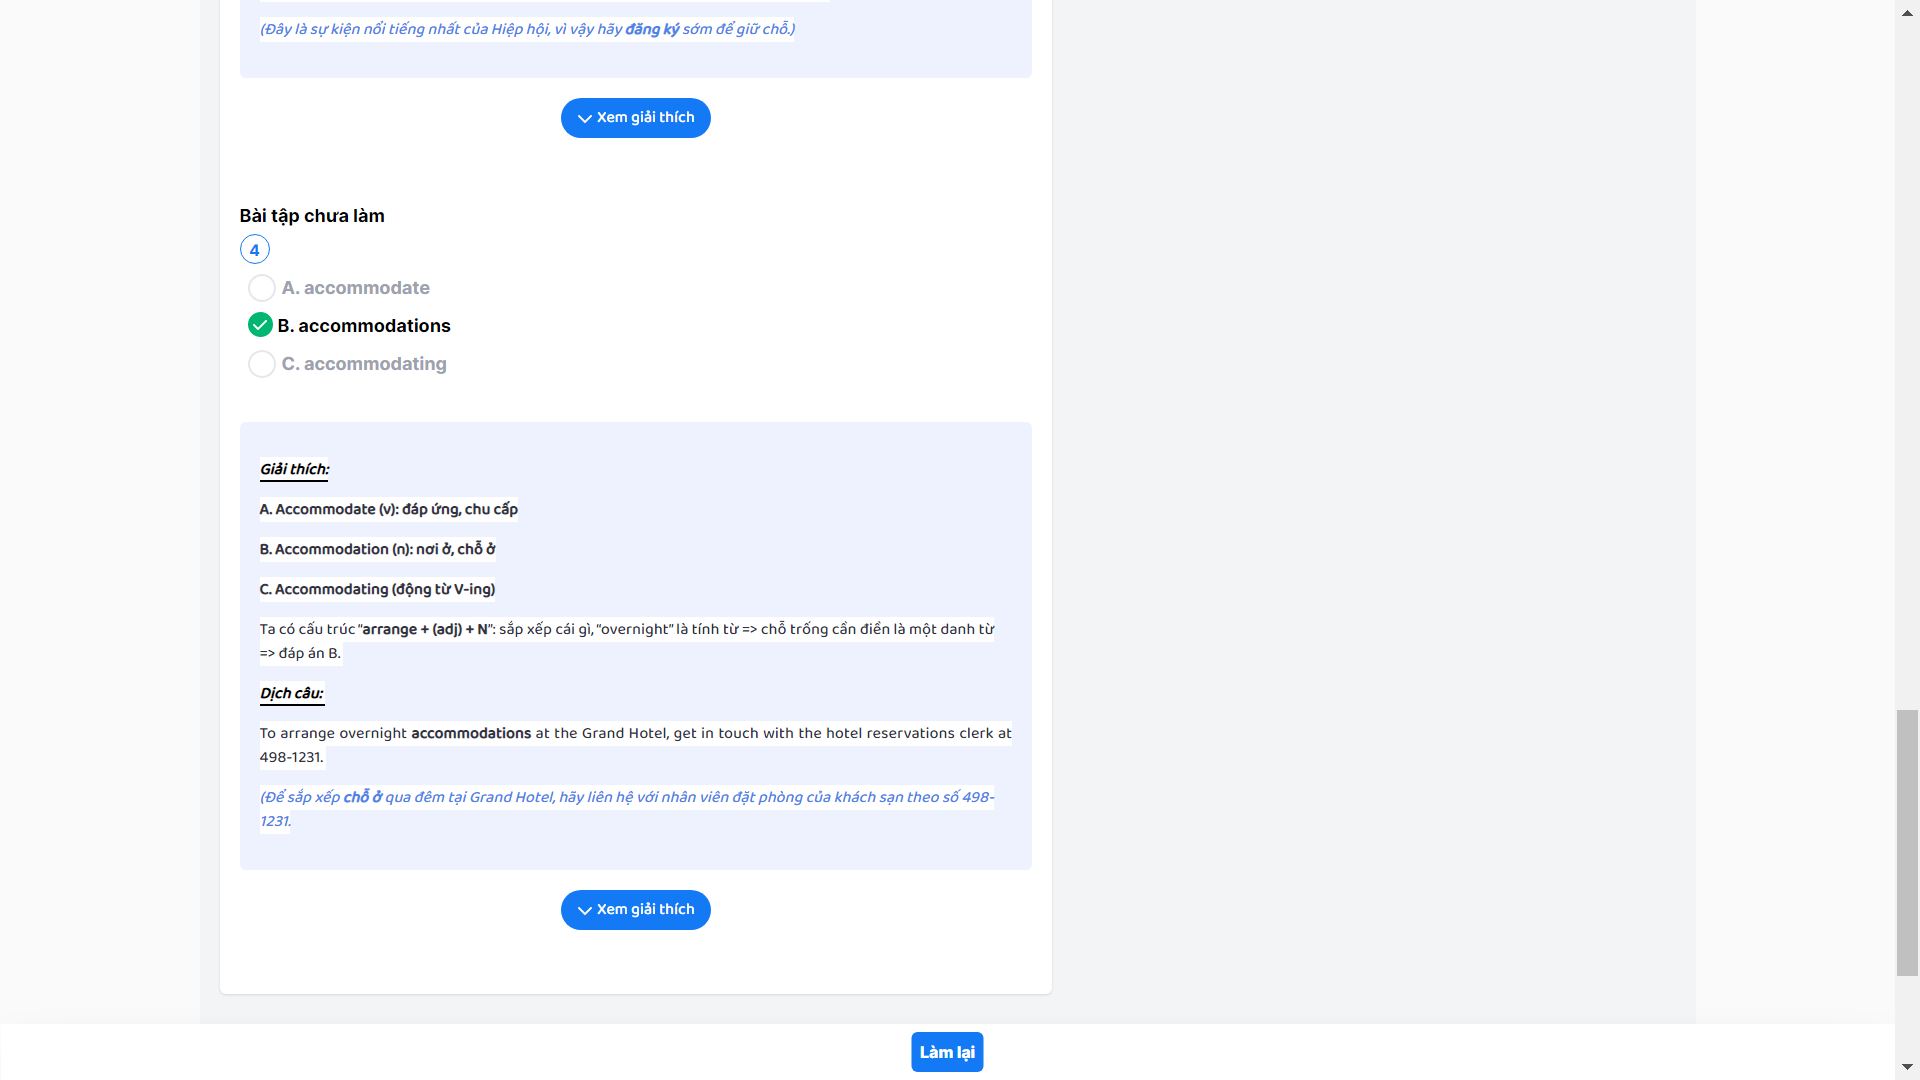 (Đây là sự kiện nổi tiếng nhất của Hiệp hội, vì vậy hãy đăng ký sớm để giữ chỗ.)
Xem giải thích
Bài tập chưa làm
4
A. accommodate
B. accommodations
C. accommodating
Giải thích:
A. Accommodate (v): đáp ứng, chu cấp
B. Accommodation (n): nơi ở, chỗ ở
C. Accommodating (động từ V-ing)
Ta có cấu trúc “arrange + (adj) + N”: sắp xếp cái gì, “overnight” là tính từ => chỗ trống cần điền là một danh từ
=> đáp án B.
Dịch câu:
To arrange overnight accommodations at the Grand Hotel, get in touch with the hotel reservations clerk at
498-1231.
(Để sắp xếp chỗ ở qua đêm tại Grand Hotel, hãy liên hệ với nhân viên đặt phòng của khách sạn theo số 498-
1231.
Xem giải thích
Làm lại